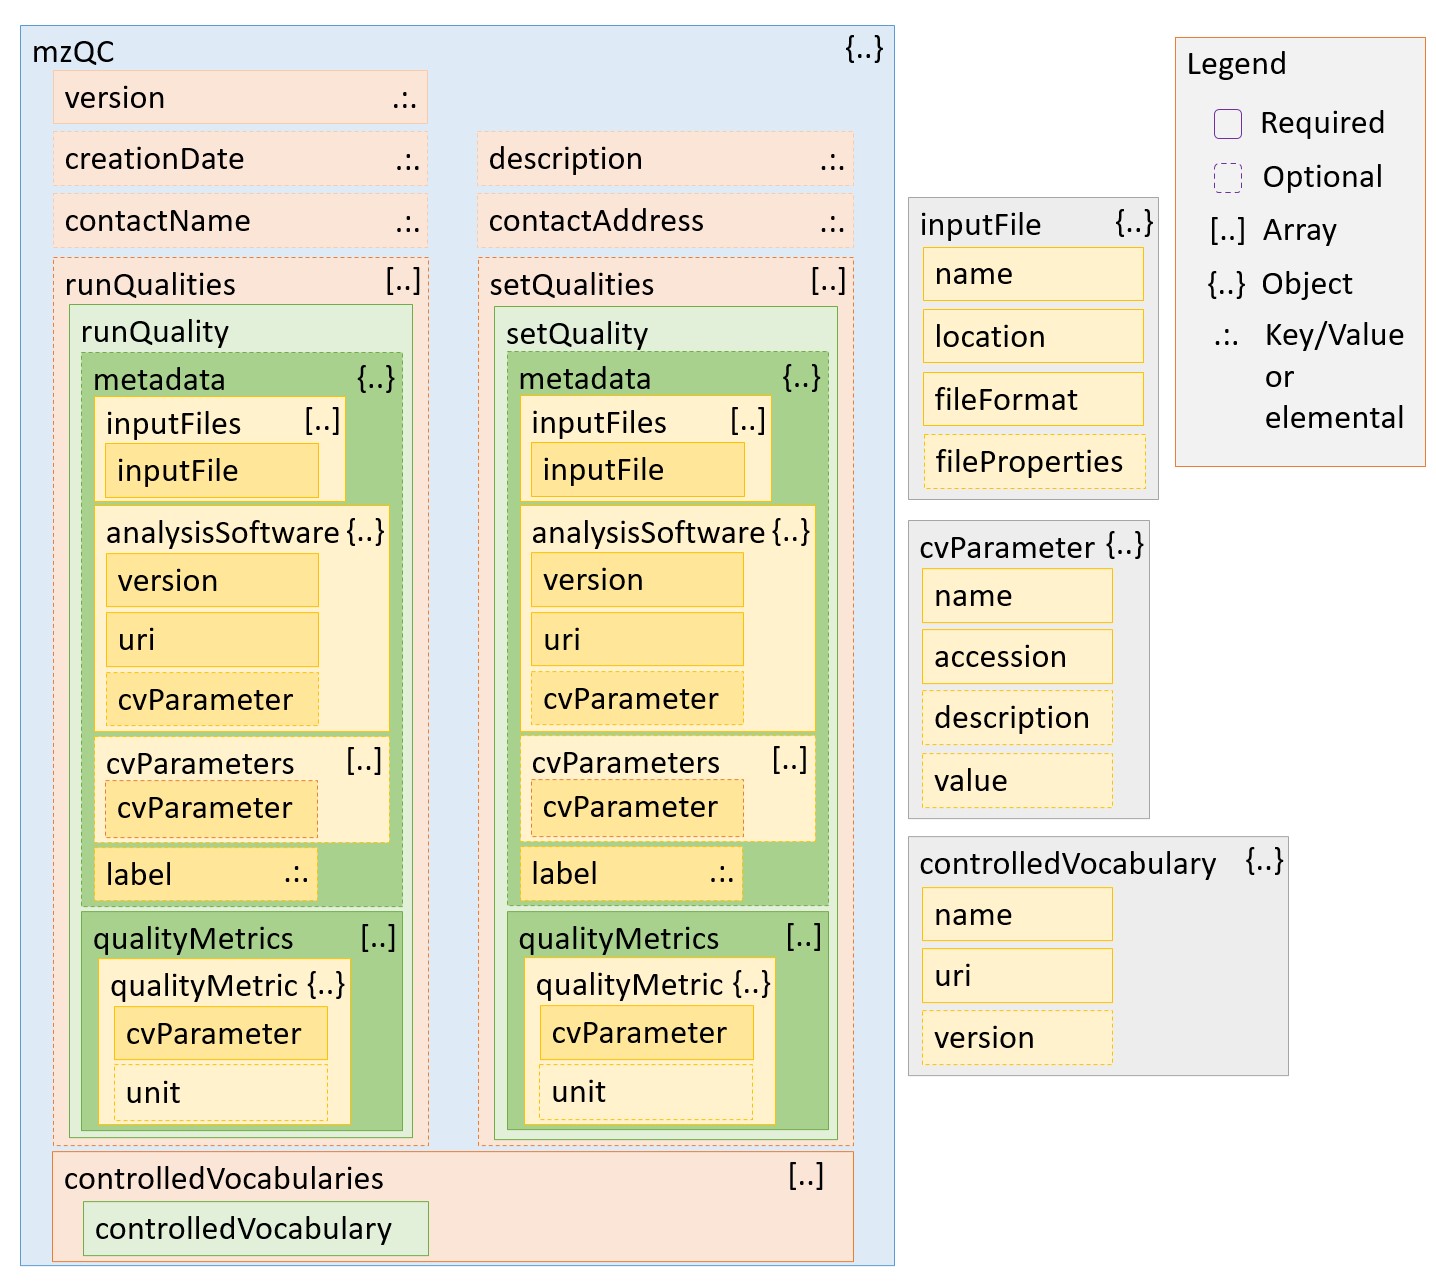 mzQC {..}
version .:.
creationDate .:.
description .:.
contactName .:.
contactAddress .:.
runQualities [..]
runQuality
metadata {..}
inputFiles [..]
inputFile
analysisSoftware {..}
version
uri
cvParameter
cvParameters [..]
cvParameter
label .:.
qualityMetrics [..]
qualityMetric {..}
cvParameter
unit
setQualities [..]
setQuality
metadata {..}
inputFiles [..]
inputFile
analysisSoftware {..}
version
uri
cvParameter
cvParameters [..]
cvParameter
label .:.
qualityMetrics [..]
qualityMetric {..}
cvParameter
unit
controlledVocabularies [..]
controlledVocabulary
inputFile {..}
name
location
fileFormat
fileProperties
cvParameter {..}
name
accession
description
value
controlledVocabulary {..}
name
uri
version
Legend
Required
Optional
[..] Array
{..} Object
.:. Key/Value
or
elemental